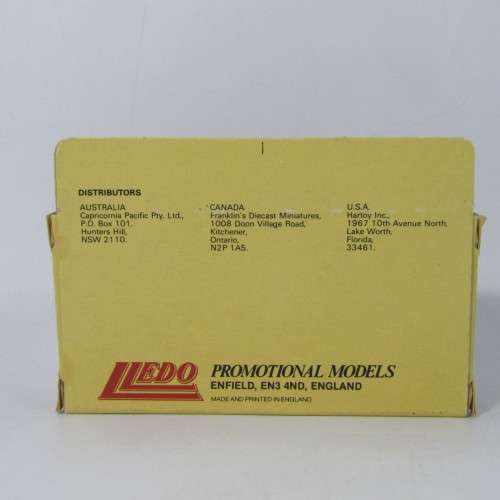 DISTRIBUTORS
AUSTRALIA
Capricornia Pacific Pty. Ltd.,
P.O. Box 101,
Hunters Hill,
NSW 2110.
CANADA
Franklin's Diecast Miniatures,
1008 Doon Village Road,
Kitchener,
Ontario,
N2P 1A5.
U.S.A.
Hartoy Inc.,
1967 10th Avenue North,
Lake Worth,
Florida,
33461.
LLEDO
PROMOTIONAL MODELS
ENFIELD, EN3 4ND, ENGLAND
MADE AND PRINTED IN ENGLAND